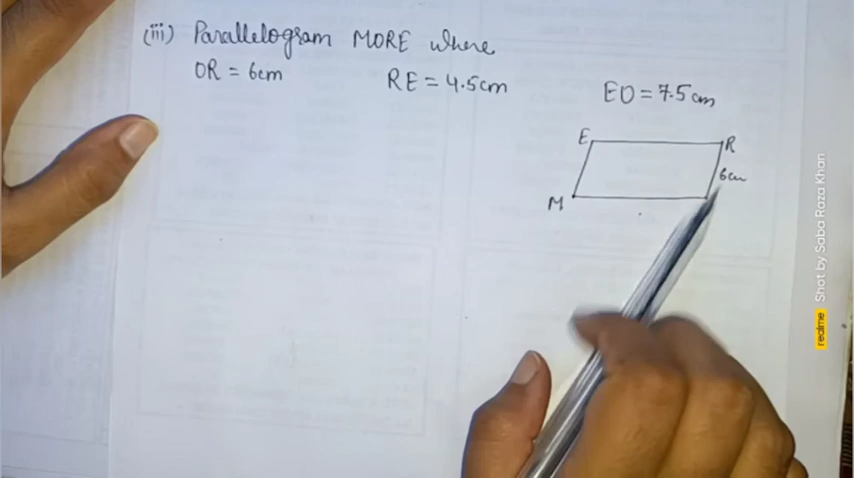 (iii) Parallelogram MORE where
OR = 6cm RE = 4.5cm EO = 7.5cm
E R
6cm
M
realme Shot by Saba Raza Khan